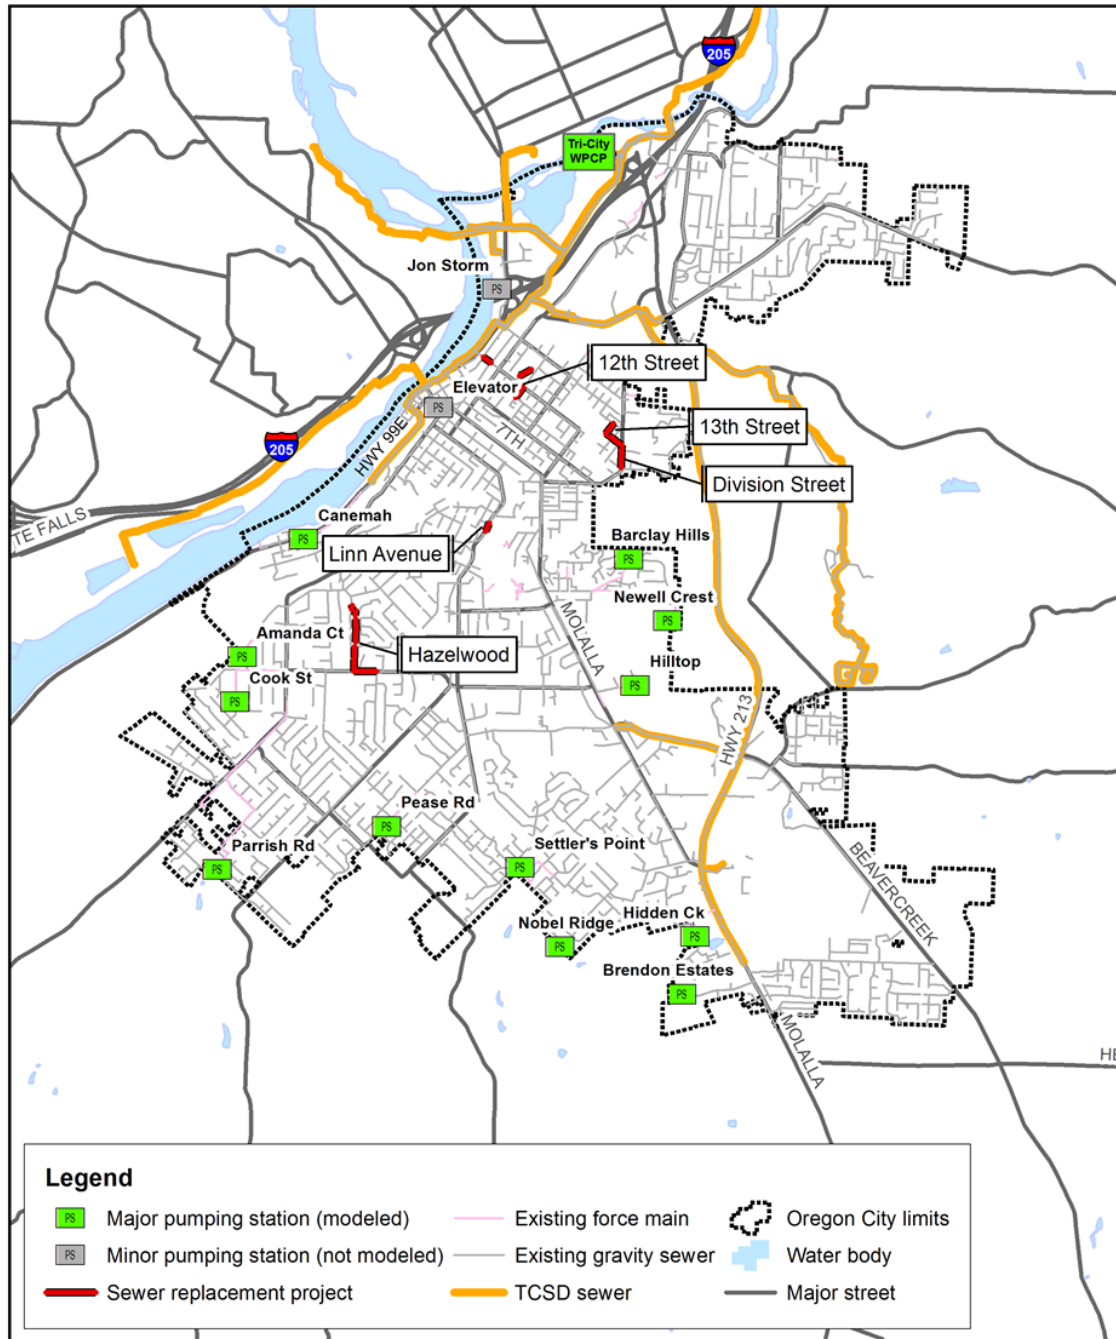 205
Tri-City
WPCP
Jon Storm
PS
12th Street
Elevator
PS
13th Street
7TH
HWY 99E
205
Division Street
TE FALLS
Canemah
PS
Linn Avenue
Barclay Hills
PS
Newell Crest
PS
MOLALLA
Amanda Ct
PS
Hazelwood
Hilltop
PS
Cook St
PS
HWY 213
Pease Rd
PS
Parrish Rd
PS
Settler's Point
PS
BEAVERCREEK
Nobel Ridge
PS
Hidden Ck
PS
Brendon Estates
PS
MOLALLA
HE
Legend
PS Major pumping station (modeled)
PS Minor pumping station (not modeled)
Sewer replacement project
Existing force main
Existing gravity sewer
TCSD sewer
Oregon City limits
Water body
Major street